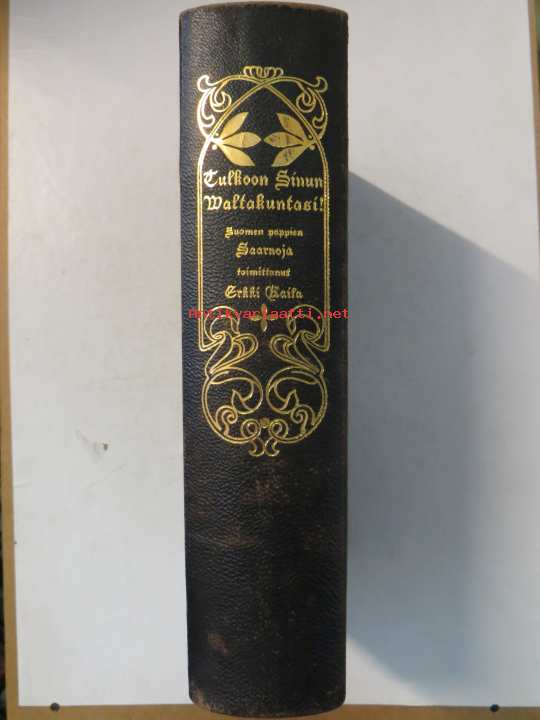 Tulkoon Sinun
Waltakuntasi!
Suomen pappien
Saarnoja
toimittanut
Erkki Kaila
Antikvariaatti.net